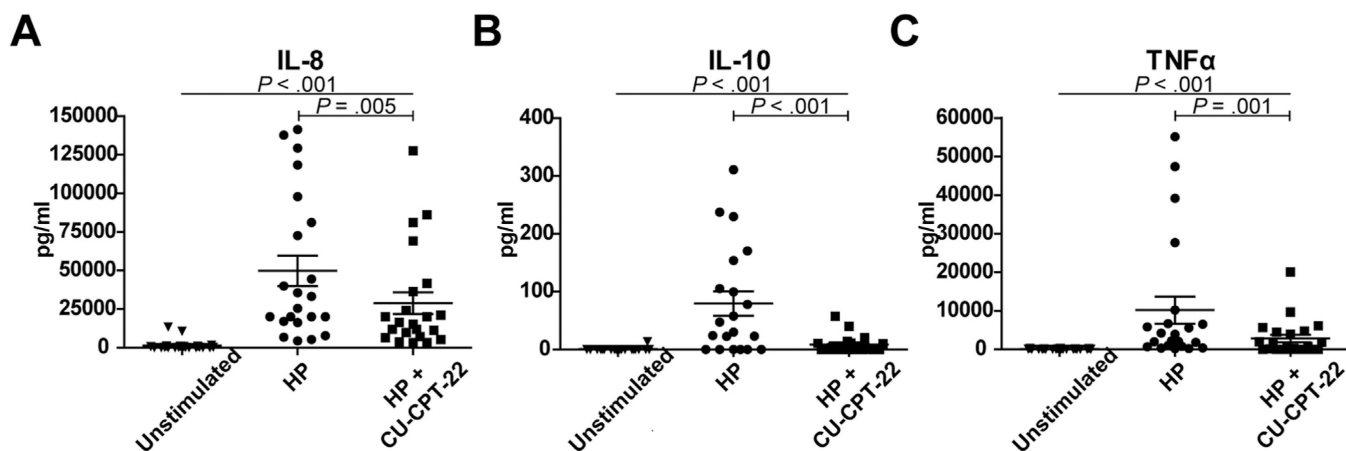 A
IL-8
P < .001
P = .005
150000
125000
100000
75000
50000
25000
0
pg/ml
Unstimulated
HP
HP +
CU-CPT-22
B
IL-10
P < .001
P < .001
400
300
200
100
0
pg/ml
Unstimulated
HP
HP +
CU-CPT-22
C
TNFα
P < .001
P = .001
60000
50000
40000
30000
20000
10000
0
pg/ml
Unstimulated
HP
HP +
CU-CPT-22